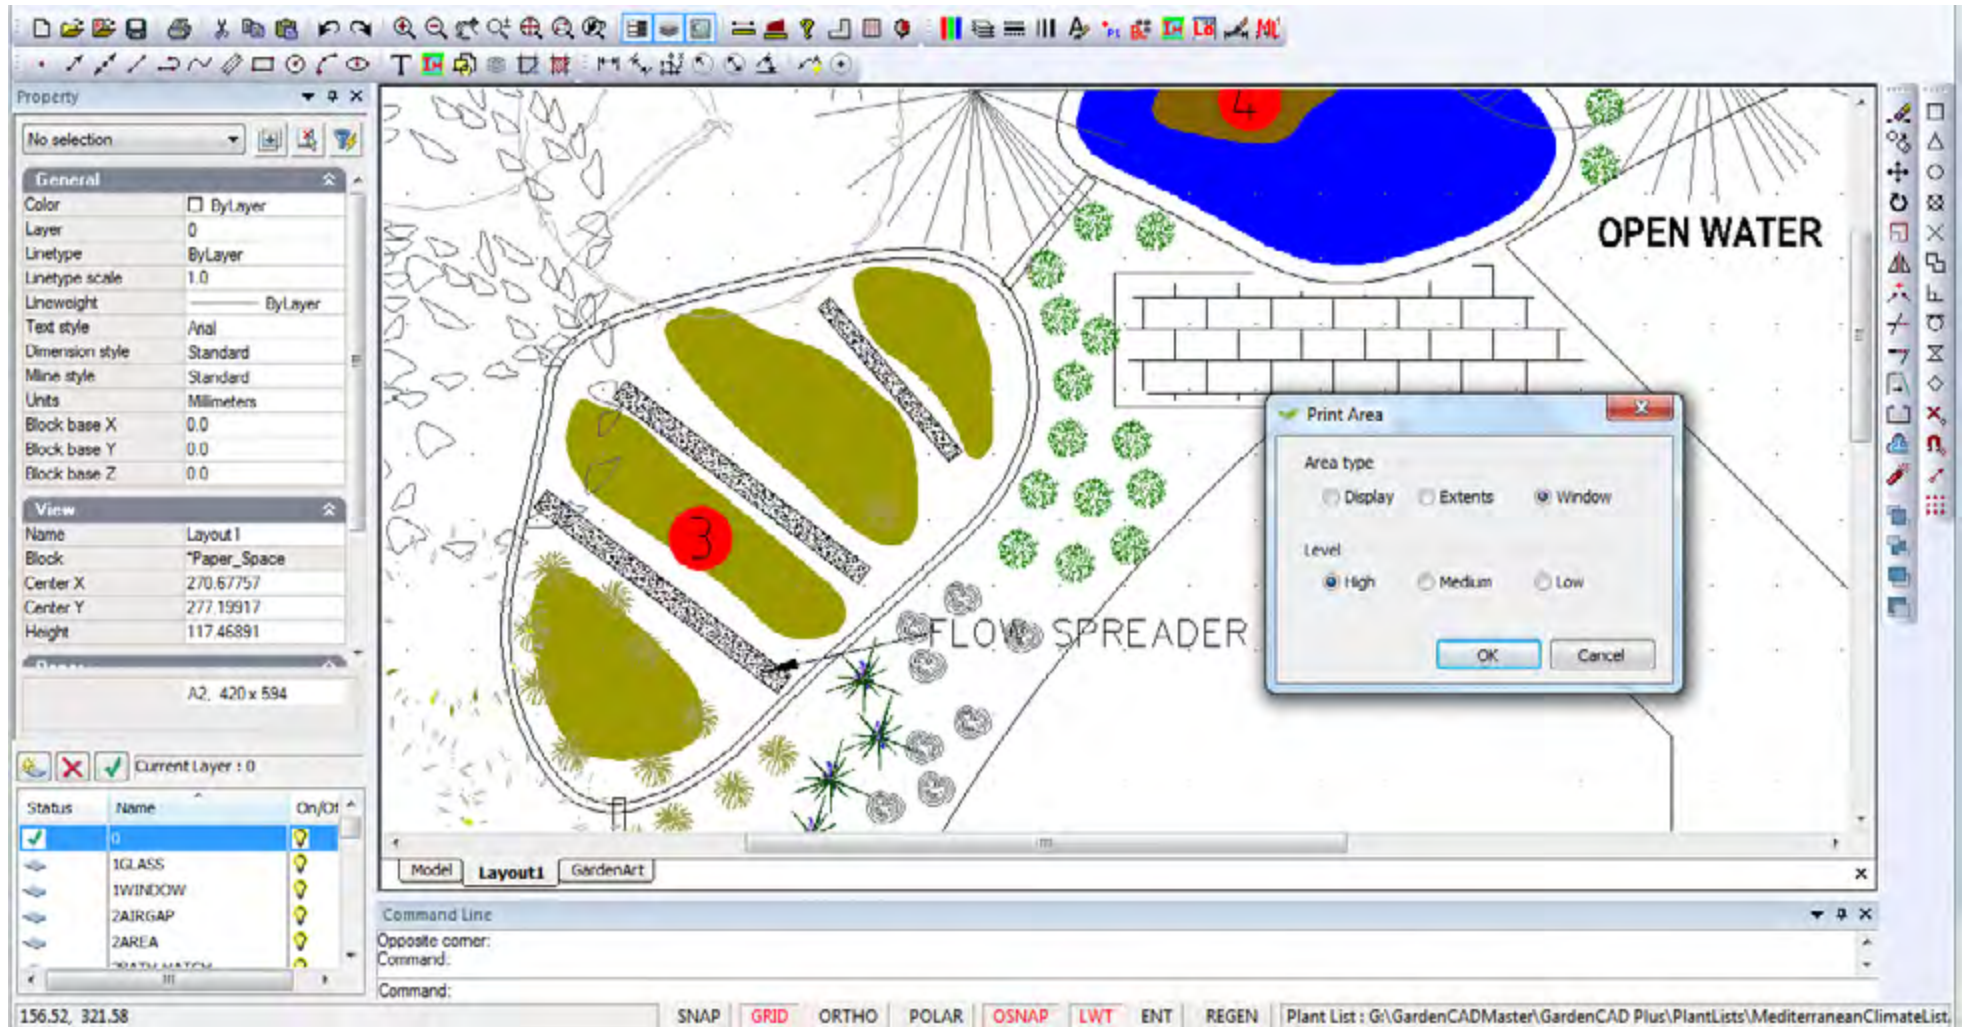 Property
No selection
General
Color ByLayer
Layer 0
Linetype ByLayer
Linetype scale 1.0
Lineweight ByLayer
Text style Arial
Dimension style Standard
Mline style Standard
Units Millimeters
Block base X 0.0
Block base Y 0.0
Block base Z 0.0
View
Name Layout1
Block *Paper_Space
Center X 270.67757
Center Y 277.19917
Height 117.46891
A2, 420 x 594
Current Layer : 0
Status Name On/Of
0
1GLASS
1WINDOW
2AIRGAP
2AREA
4
OPEN WATER
3
FLOW SPREADER
Print Area
Area type
Display Extents Window
Level
High Medium Low
OK Cancel
Model Layout1 GardenArt
Command Line
Opposite corner:
Command:
Command:
156.52, 321.58 SNAP GRID ORTHO POLAR OSNAP LWT ENT REGEN Plant List : G:\GardenCADMaster\GardenCAD Plus\PlantLists\MediterraneanClimateList.